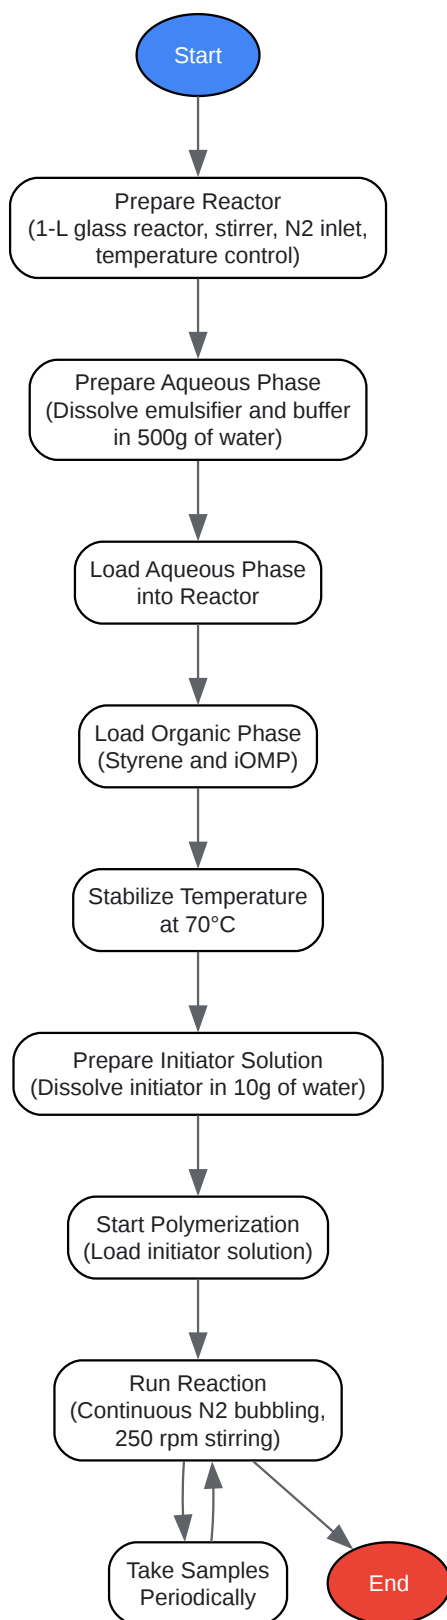 Start
Prepare Reactor
(1-L glass reactor, stirrer, N2 inlet,
temperature control)
Prepare Aqueous Phase
(Dissolve emulsifier and buffer
in 500g of water)
Load Aqueous Phase
into Reactor
Load Organic Phase
(Styrene and iOMP)
Stabilize Temperature
at 70°C
Prepare Initiator Solution
(Dissolve initiator in 10g of water)
Start Polymerization
(Load initiator solution)
Run Reaction
(Continuous N2 bubbling,
250 rpm stirring)
Take Samples
Periodically
End